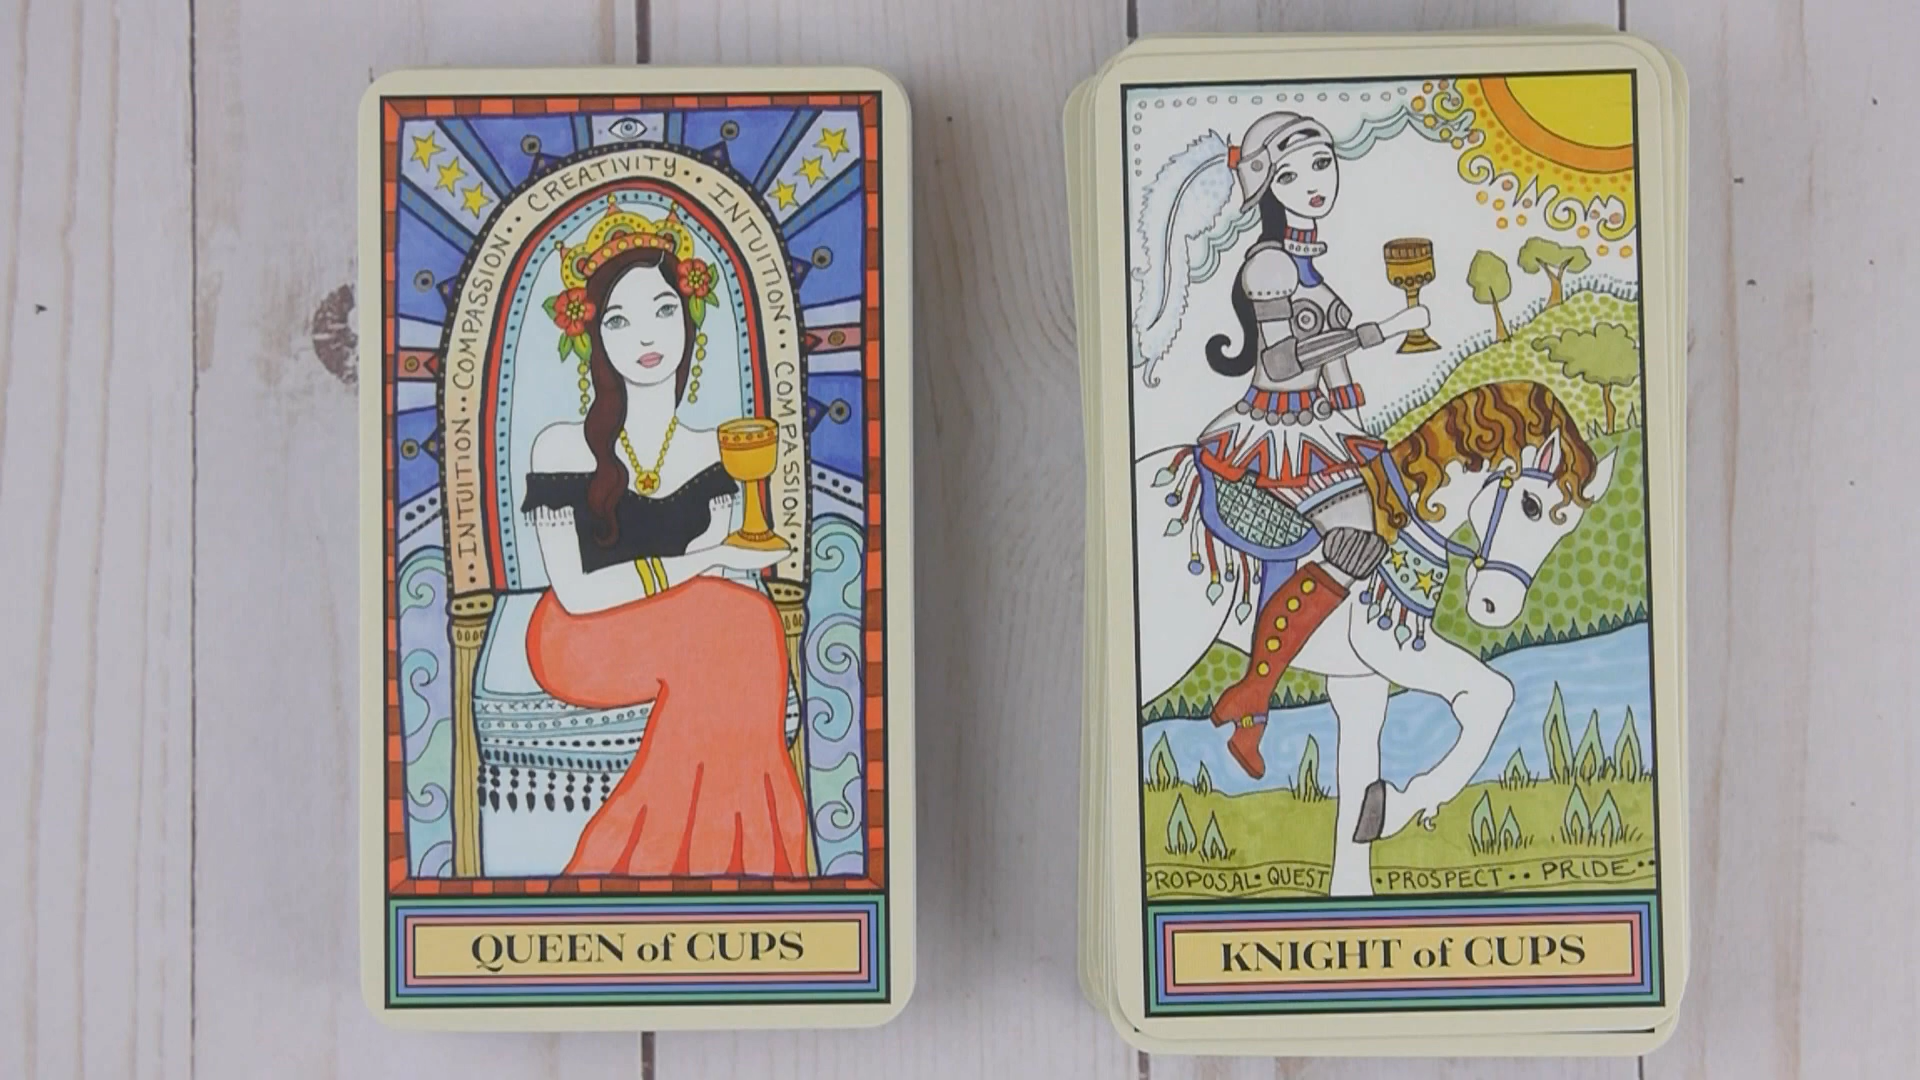 INTUITION •• COMPASSION •• CREATIVITY •• INTUITION • COMPASSION ••
QUEEN of CUPS
PROPOSAL • QUEST • PROSPECT •• PRIDE ••
KNIGHT of CUPS